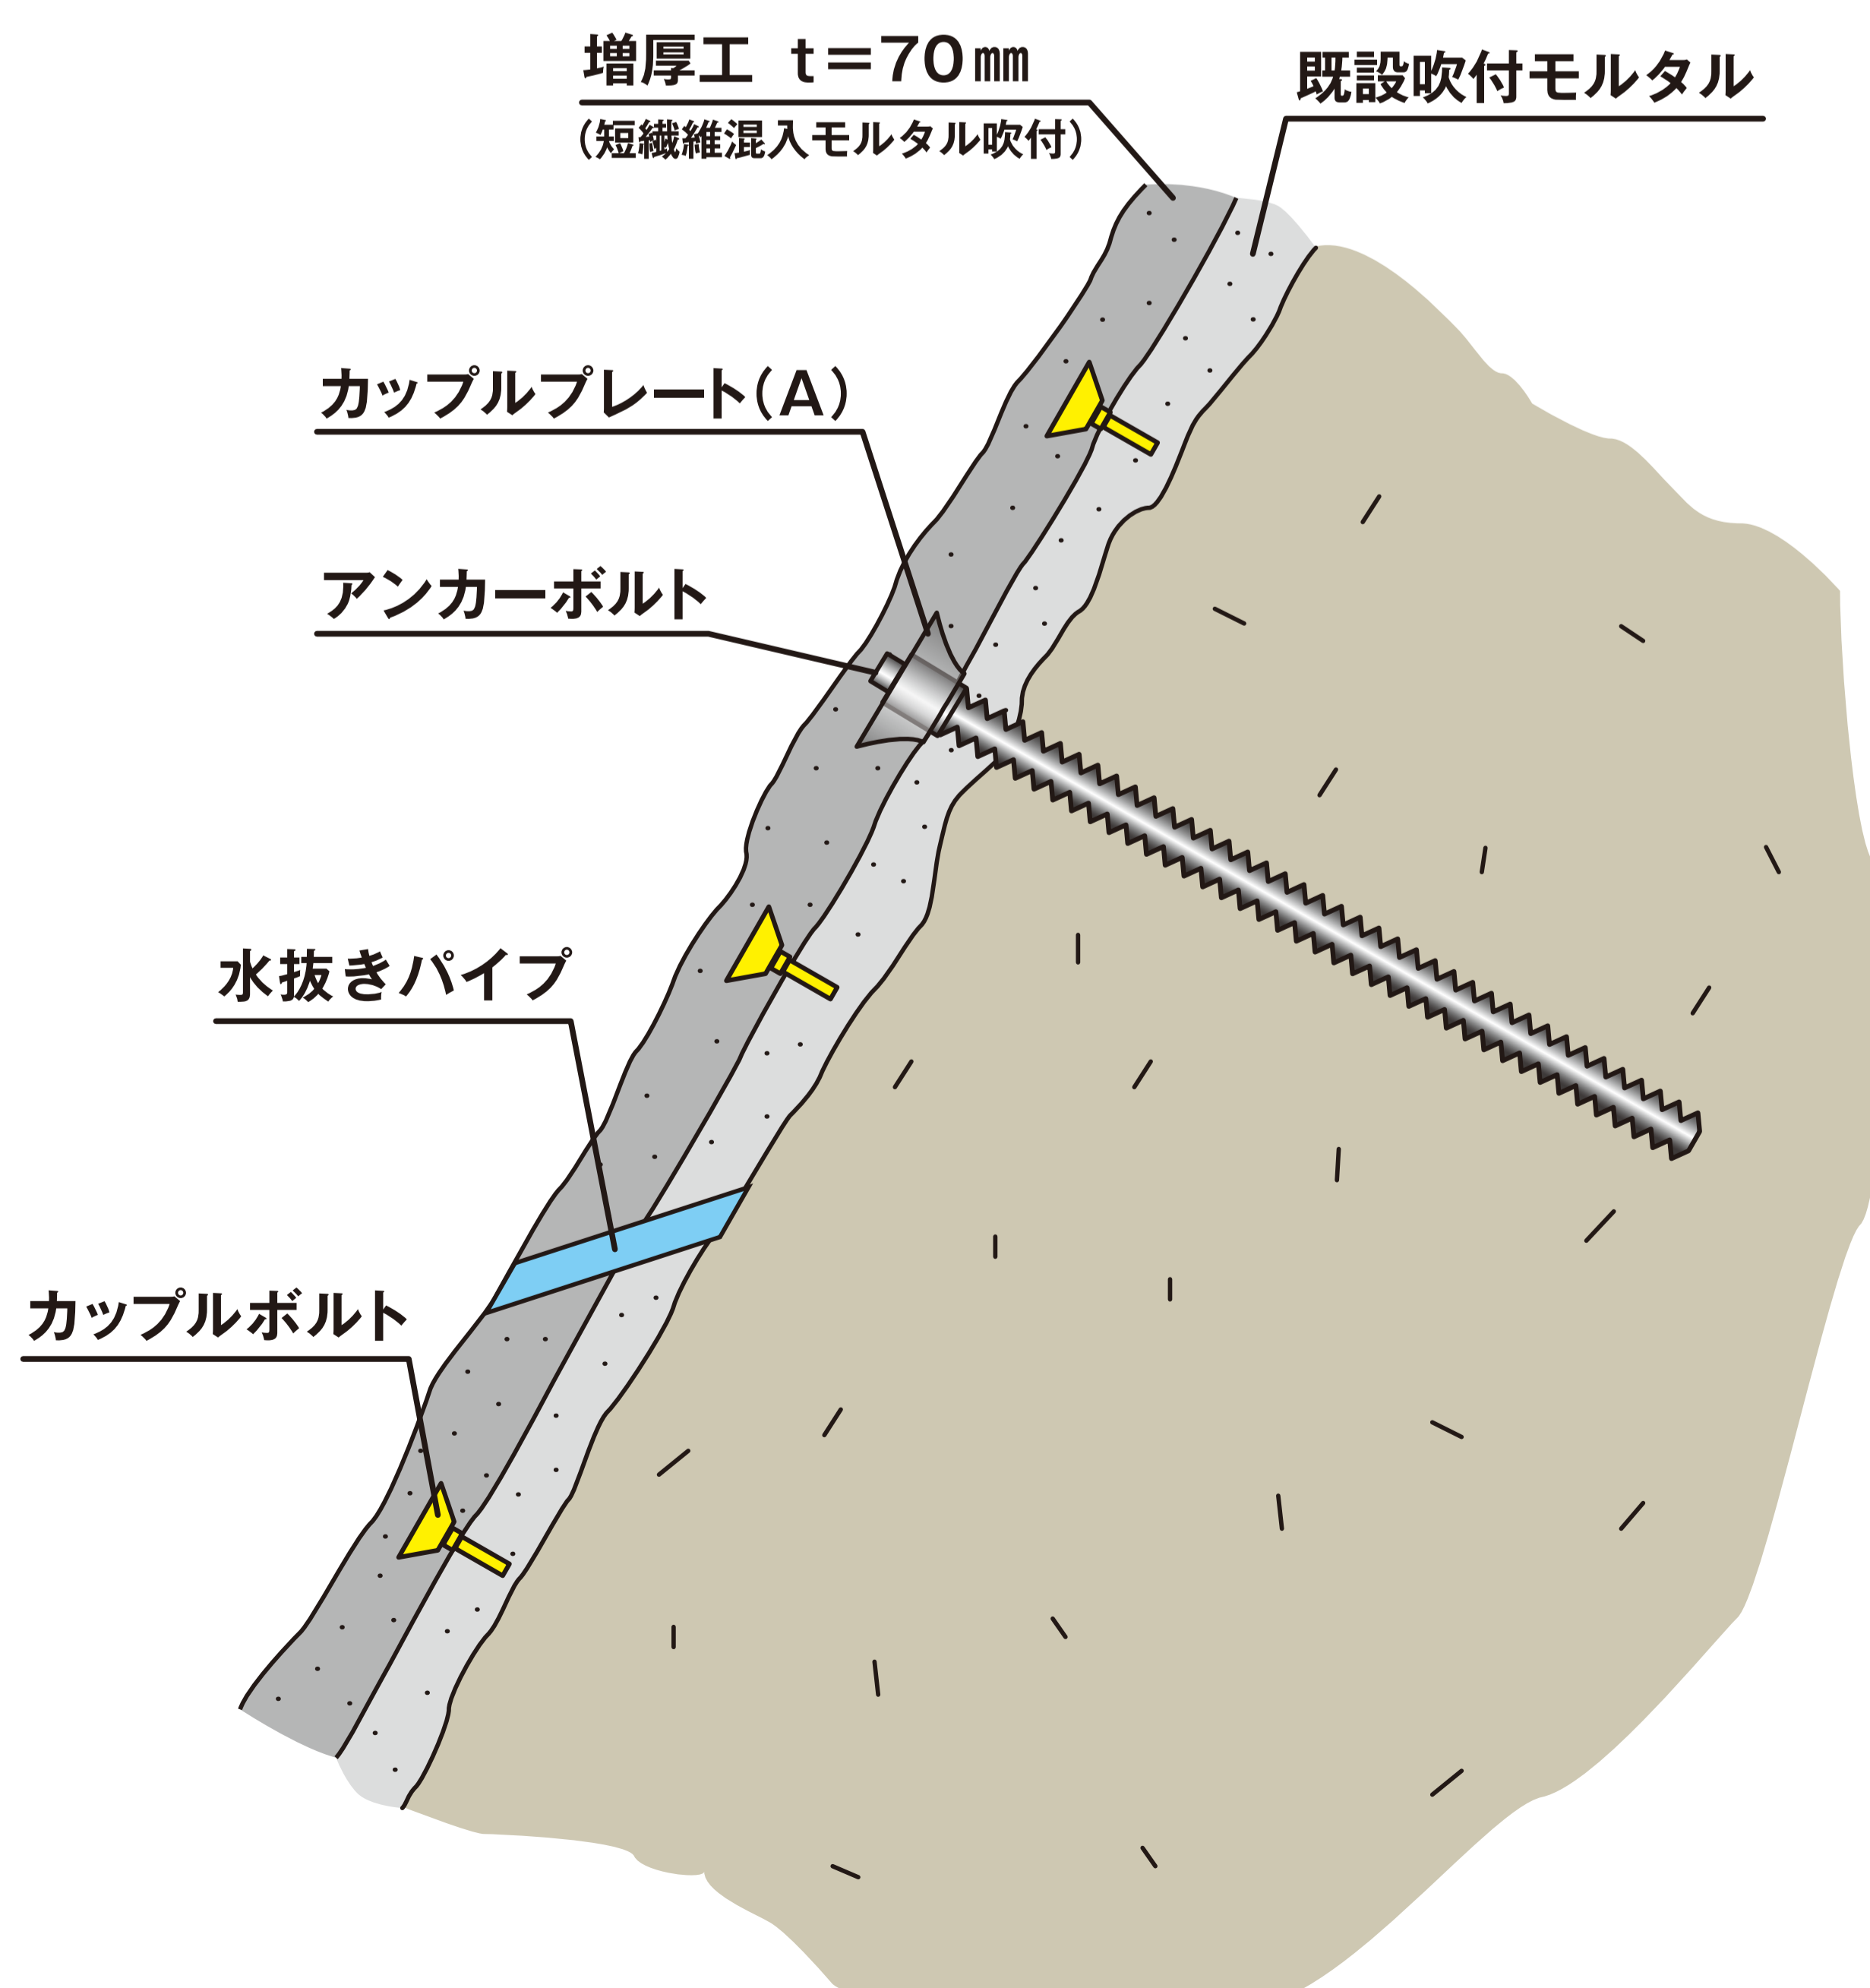 増厚工 t=70mm
(短繊維混入モルタル吹付)
既設吹付モルタル
カップルプレート(A)
アンカーボルト
水抜きパイプ
カップルボルト